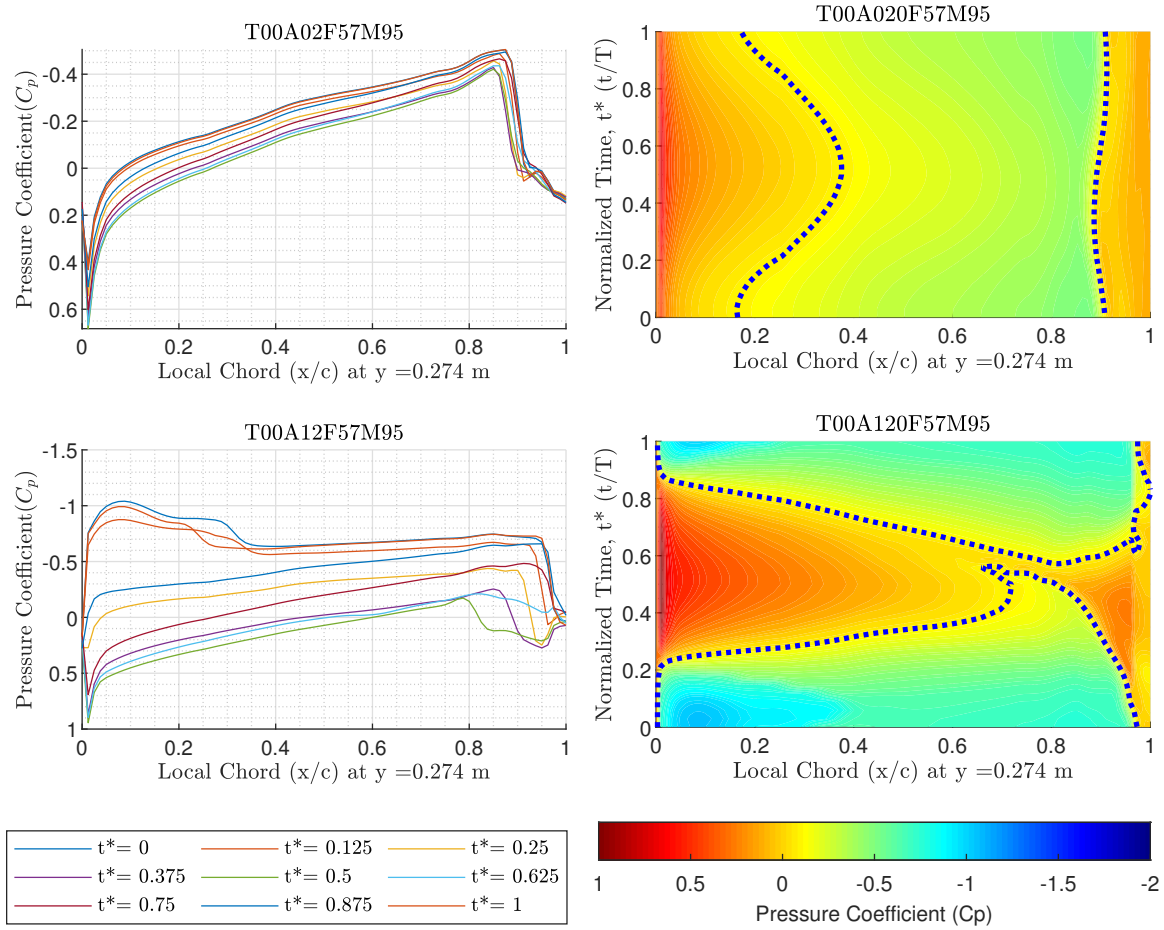 T00A02F57M95
Pressure Coefficient(Cp)
-0.4
-0.2
0
0.2
0.4
0.6
0 0.2 0.4 0.6 0.8 1
Local Chord (x/c) at y =0.274 m
T00A020F57M95
Normalized Time, t* (t/T)
1
0.8
0.6
0.4
0.2
0
0 0.2 0.4 0.6 0.8 1
Local Chord (x/c) at y =0.274 m
T00A12F57M95
Pressure Coefficient(Cp)
-1.5
-1
-0.5
0
0.5
1
0 0.2 0.4 0.6 0.8 1
Local Chord (x/c) at y =0.274 m
T00A120F57M95
Normalized Time, t* (t/T)
1
0.8
0.6
0.4
0.2
0
0 0.2 0.4 0.6 0.8 1
Local Chord (x/c) at y =0.274 m
t*= 0 t*= 0.125 t*= 0.25
t*= 0.375 t*= 0.5 t*= 0.625
t*= 0.75 t*= 0.875 t*= 1
1 0.5 0 -0.5 -1 -1.5 -2
Pressure Coefficient (Cp)